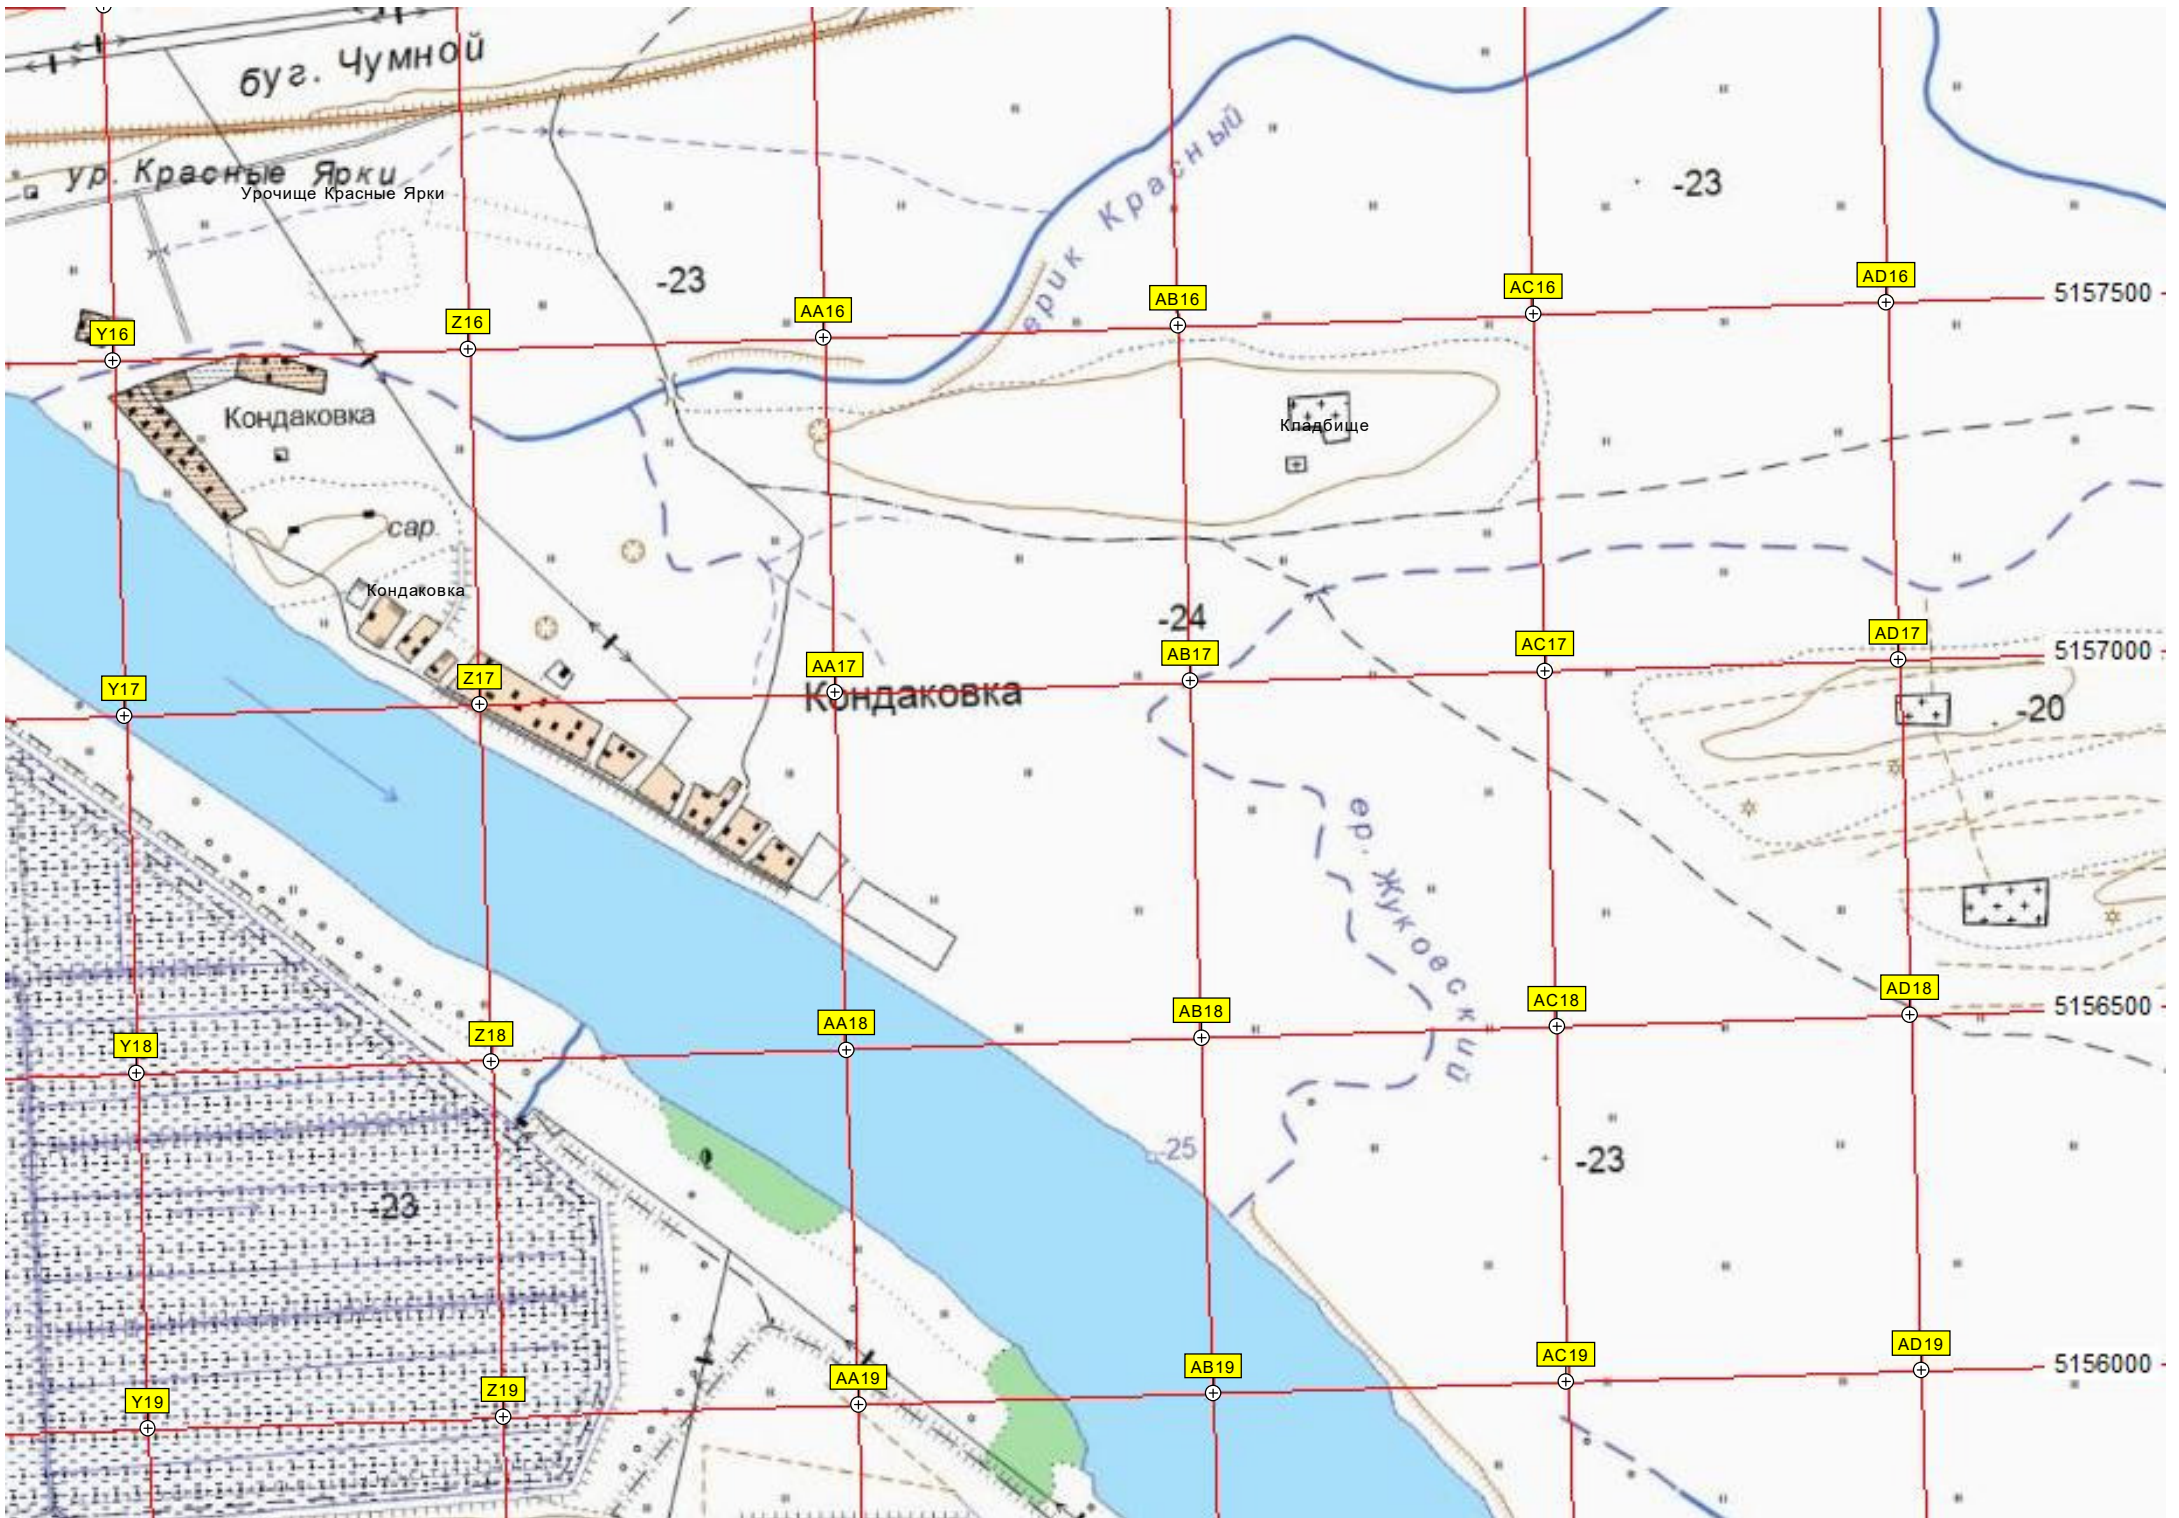 буг. Чумной
ур. Красные Ярки
Урочище Красные Ярки
ерик Красный
-23
-23
Y16
Z16
AA16
AB16
AC16
AD16
5157500
Кондаковка
Кладбище
сар.
Кондаковка
-24
Y17
Z17
AA17
AB17
AC17
AD17
5157000
Кондаковка
-20
ер. Жуковский
Y18
Z18
AA18
AB18
AC18
AD18
5156500
-25
-23
-23
Y19
Z19
AA19
AB19
AC19
AD19
5156000